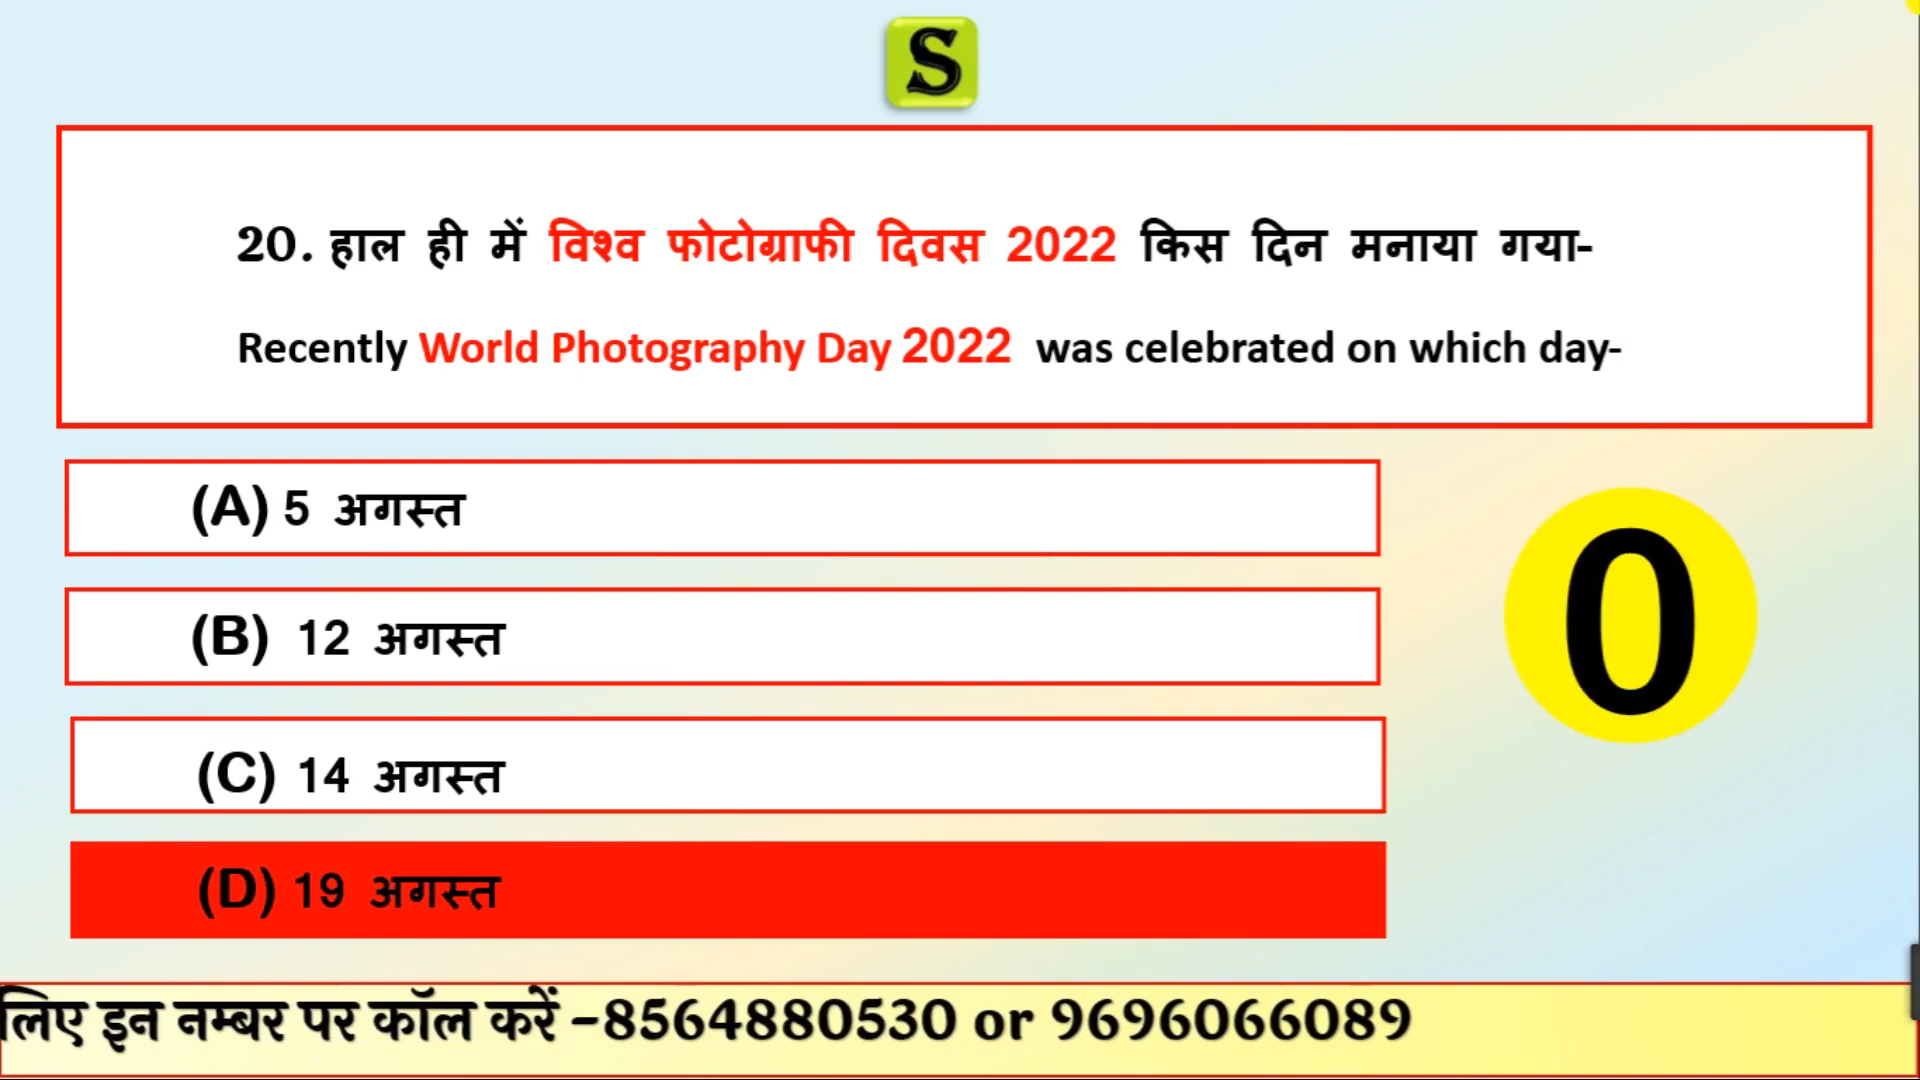 S
20. हाल ही में विश्व फोटोग्राफी दिवस 2022 किस दिन मनाया गया-
Recently World Photography Day 2022 was celebrated on which day-
(A) 5 अगस्त
(B) 12 अगस्त
(C) 14 अगस्त
(D) 19 अगस्त
0
लिए इन नम्बर पर कॉल करें -8564880530 or 9696066089